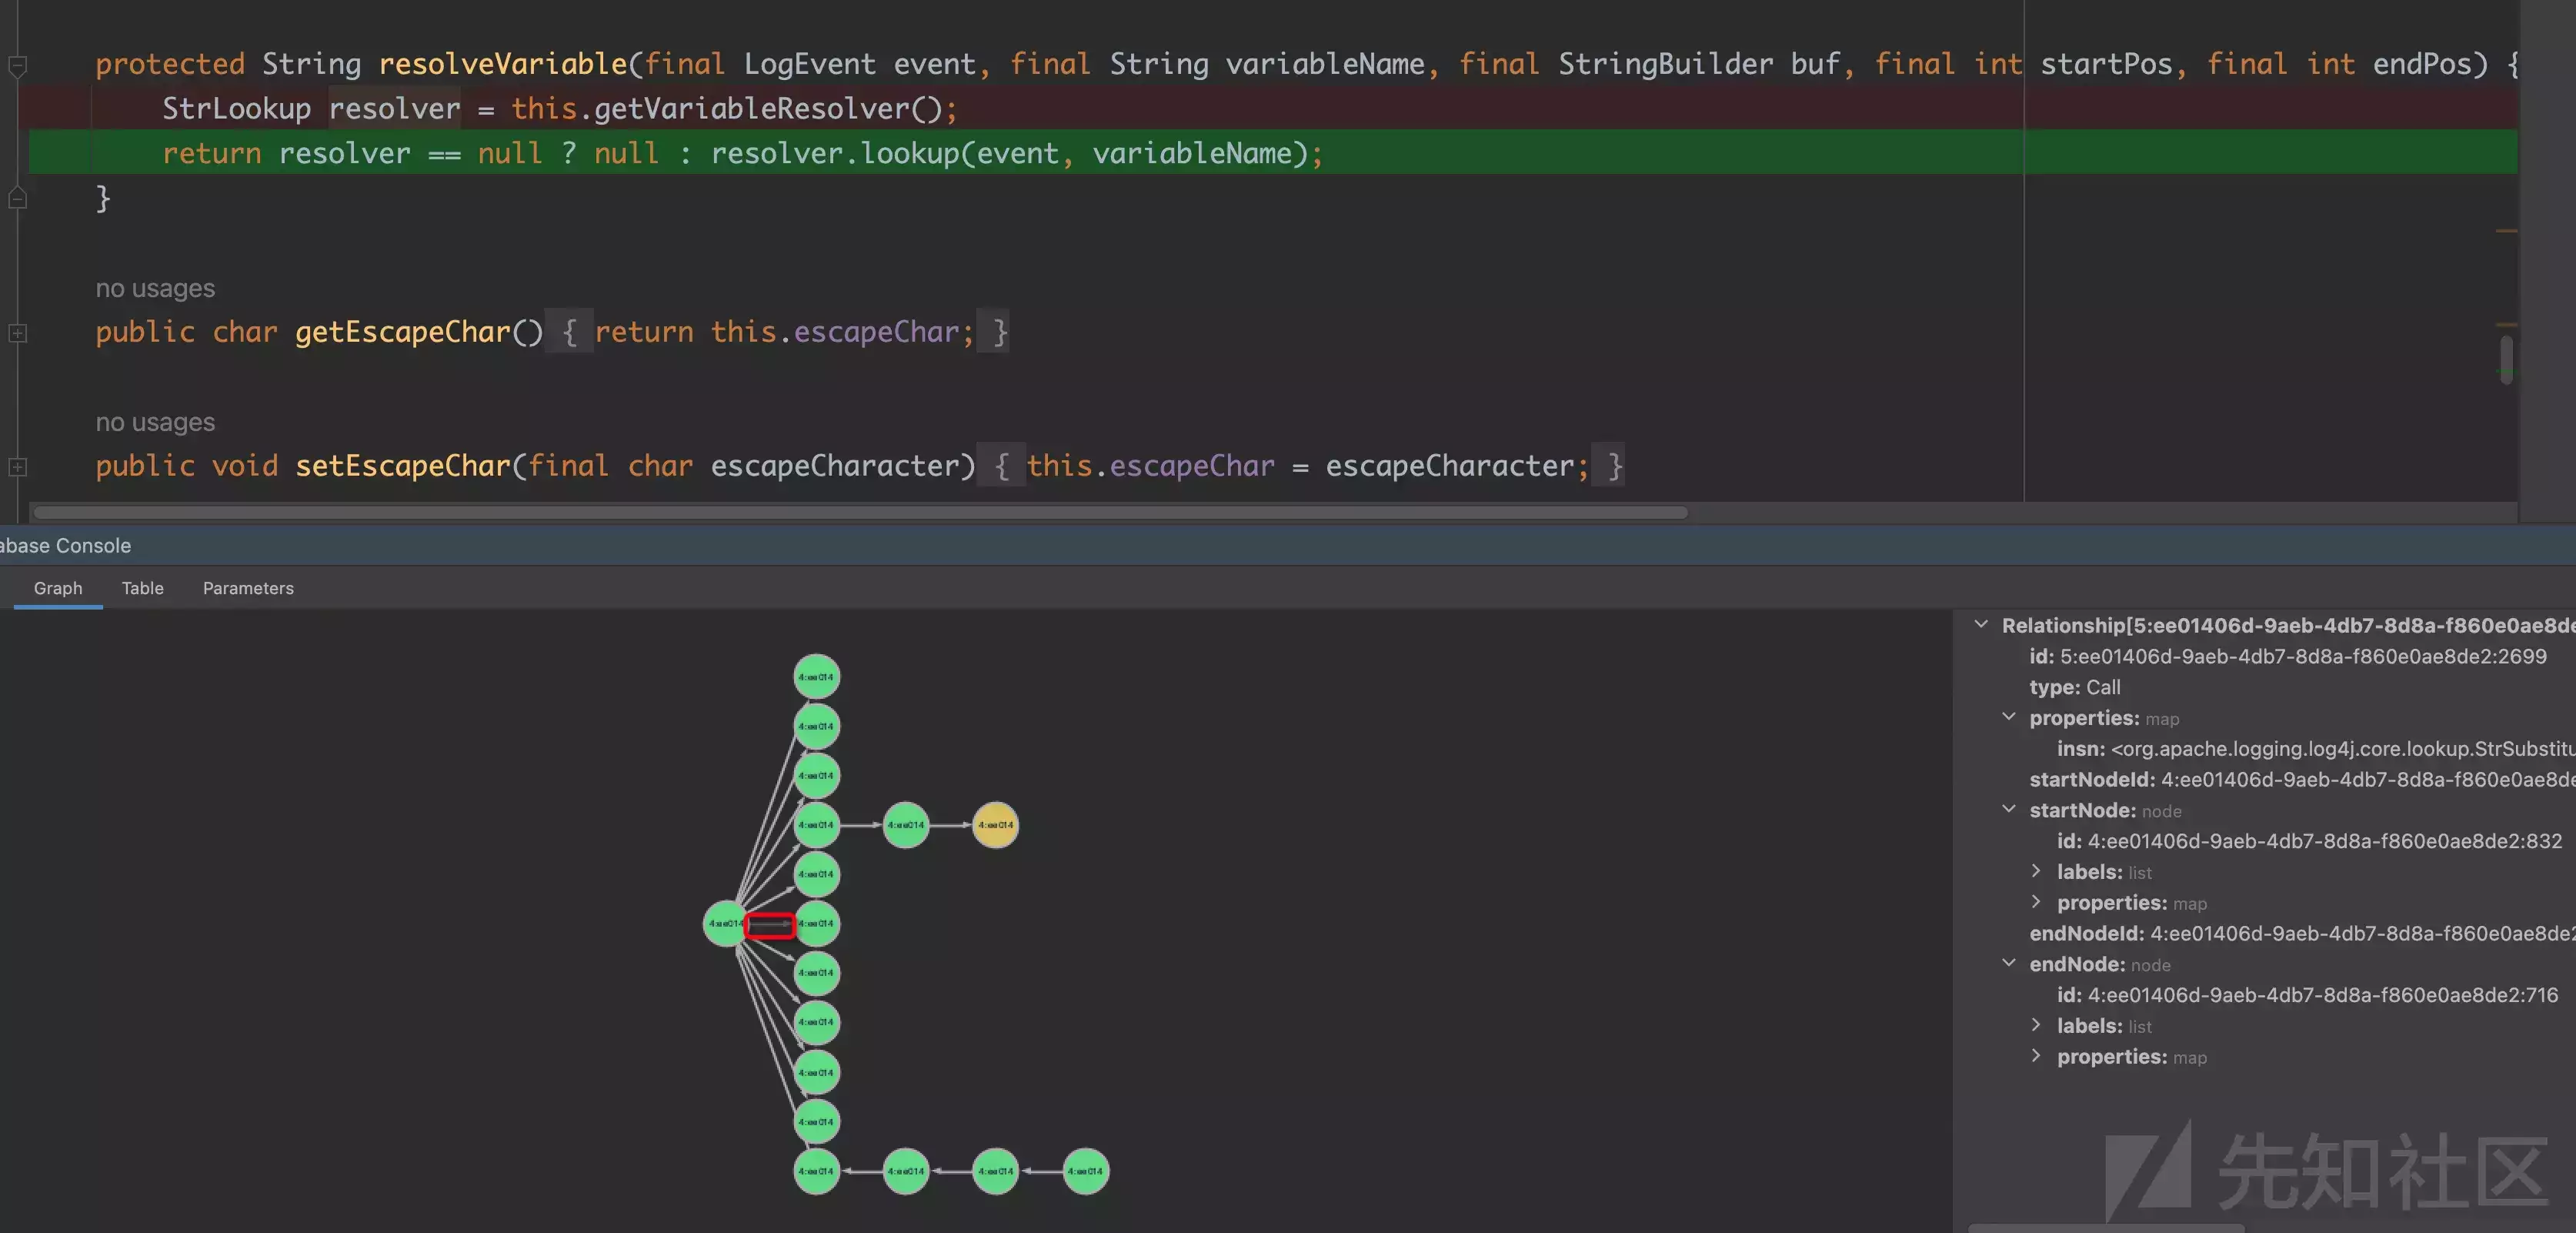 protected String resolveVariable(final LogEvent event, final String variableName, final StringBuilder buf, final int startPos, final int endPos) {
StrLookup resolver = this.getVariableResolver();
return resolver == null ? null : resolver.lookup(event, variableName);
}
no usages
public char getEscapeChar() { return this.escapeChar; }
no usages
public void setEscapeChar(final char escapeCharacter) { this.escapeChar = escapeCharacter; }
abase Console
Graph Table Parameters
4:ee014
4:ee014
4:ee014
4:ee014 4:ee014 4:ee014
4:ee014
4:ee014 4:ee014
4:ee014
4:ee014
4:ee014
4:ee014
4:ee014 4:ee014 4:ee014 4:ee014
Relationship[5:ee01406d-9aeb-4db7-8d8a-f860e0ae8de
id: 5:ee01406d-9aeb-4db7-8d8a-f860e0ae8de2:2699
type: Call
properties: map
insn: <org.apache.logging.log4j.core.lookup.StrSubstitu
startNodeId: 4:ee01406d-9aeb-4db7-8d8a-f860e0ae8de
startNode: node
id: 4:ee01406d-9aeb-4db7-8d8a-f860e0ae8de2:832
labels: list
properties: map
endNodeId: 4:ee01406d-9aeb-4db7-8d8a-f860e0ae8de2
endNode: node
id: 4:ee01406d-9aeb-4db7-8d8a-f860e0ae8de2:716
labels: list
properties: map
先知社区